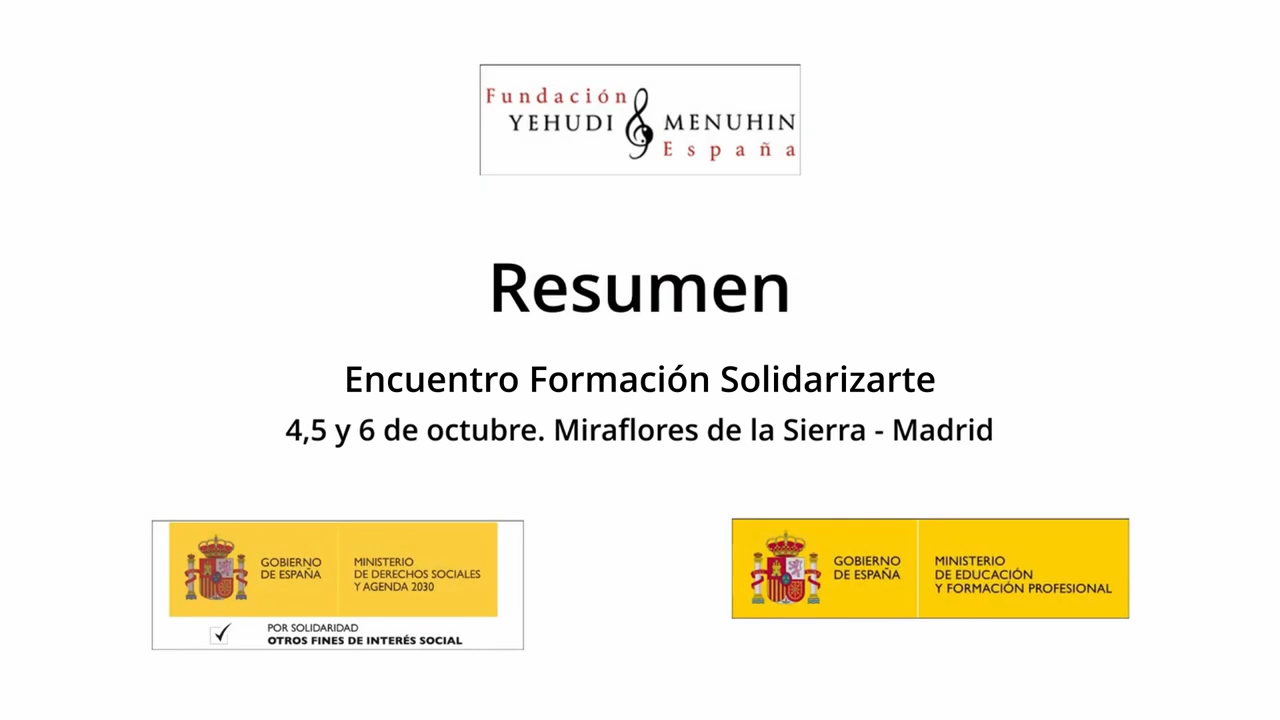 Fundación
YEHUDI MENUHIN
España
Resumen
Encuentro Formación Solidarizarte
4,5 y 6 de octubre. Miraflores de la Sierra - Madrid
GOBIERNO
DE ESPAÑA
MINISTERIO
DE DERECHOS SOCIALES
Y AGENDA 2030
POR SOLIDARIDAD
OTROS FINES DE INTERÉS SOCIAL
GOBIERNO
DE ESPAÑA
MINISTERIO
DE EDUCACIÓN
Y FORMACIÓN PROFESIONAL